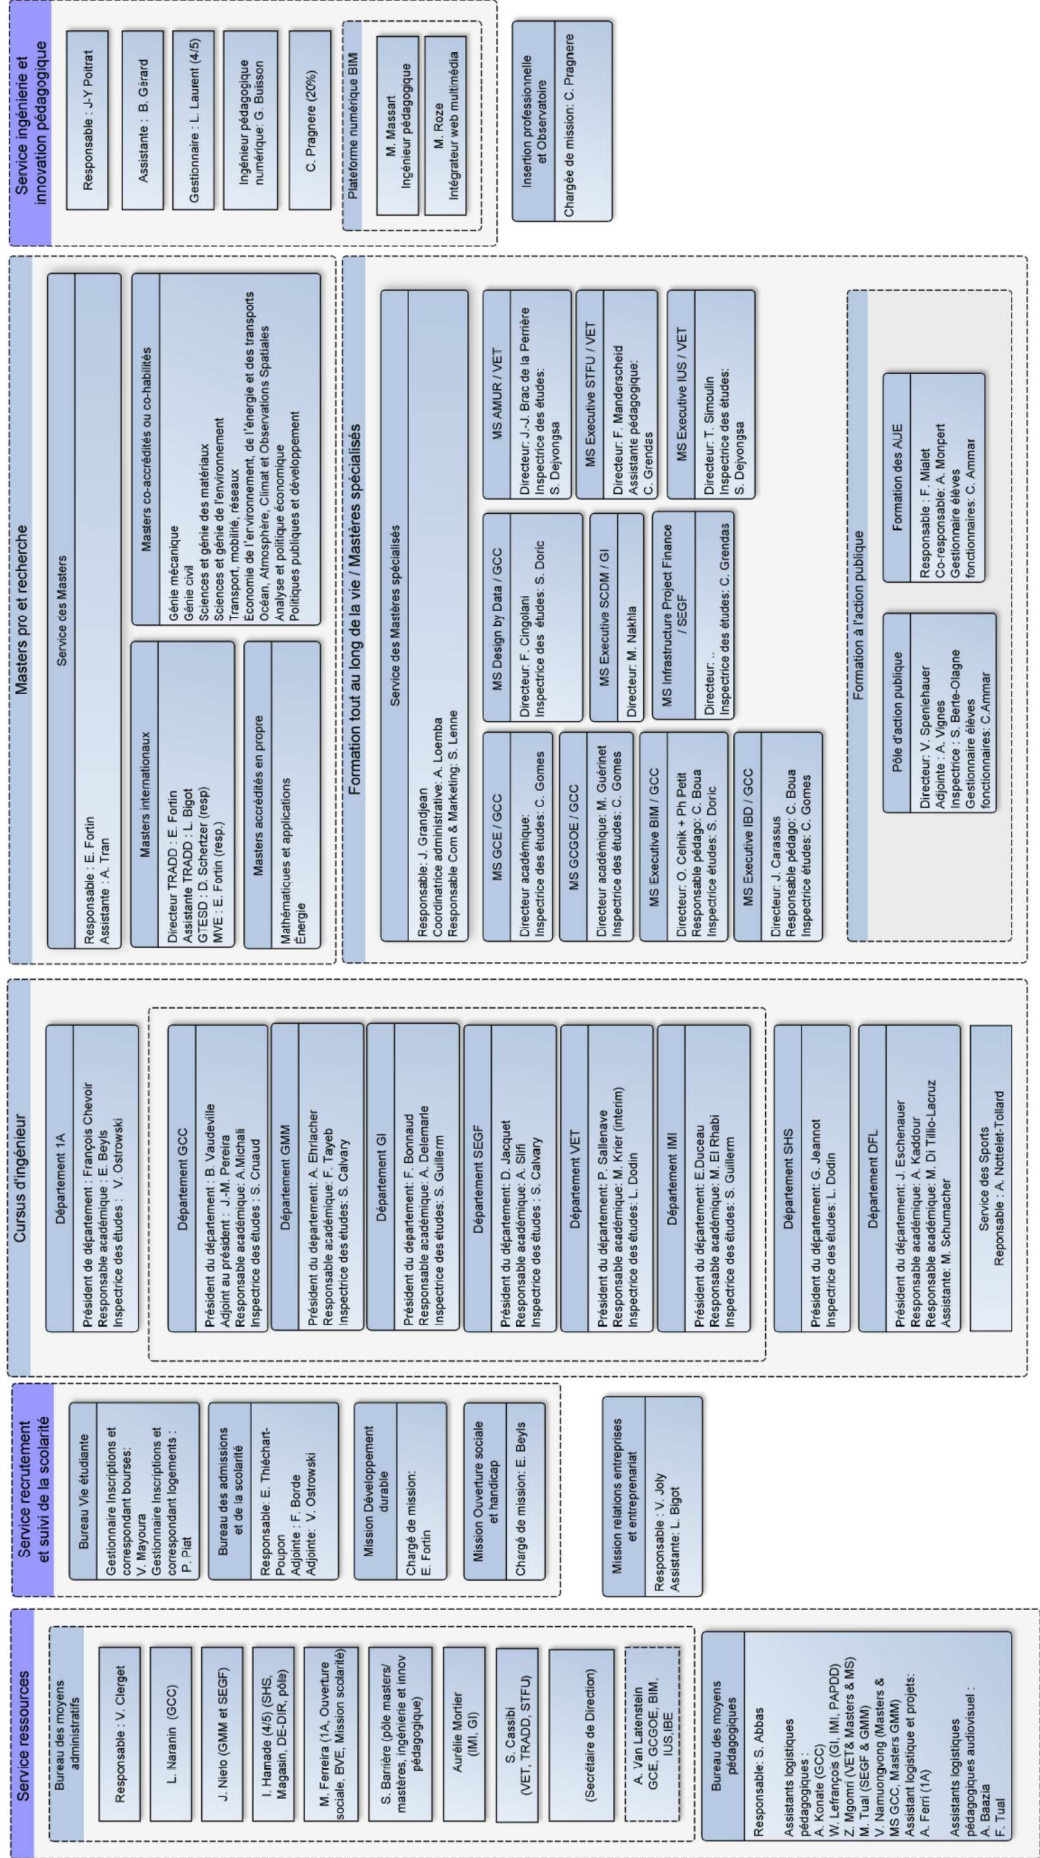 Service ressources
Bureau des moyens
administratifs
Responsable : V. Clerget
L. Naranin (GCC)
J. Nieto (GMM et SEGF)
I. Hamade (4/5) (SHS,
Magasin, DE-DIR, pôle)
M. Ferreira (1A, Ouverture
sociale, BVE, Mission scolarité)
S. Barrière (pôle masters/
mastères, ingénierie et innov
pédagogique)
Aurélie Mortier
(IMI, GI)
S. Cassibi
(VET, TRADD, STFU)
(Secrétaire de Direction)
A. Van Latenstein
GCE, GCGOE, BIM,
IUS,IBE
Bureau des moyens
pédagogiques
Responsable: S. Abbas
Assistants logistiques
pédagogiques :
A. Konate (GCC)
W. Lefrançois (GI, IMI, PAPDD)
Z. Mgomri (VET& Masters & MS)
M. Tual (SEGF & GMM)
V. Namuongvong (Masters &
MS GCC, Masters GMM)
Assistant logistique et projets:
A. Ferri (1A)
Assistants logistiques
pédagogiques audiovisuel :
A. Baazia
F. Tual
Service recrutement
et suivi de la scolarité
Bureau Vie étudiante
Gestionnaire Inscriptions et
correspondant bourses:
V. Mayoura
Gestionnaire Inscriptions et
correspondant logements :
P. Piat
Bureau des admissions
et de la scolarité
Responsable: E. Thiéchart-
Poupon
Adjointe : F. Borde
Adjointe: V. Ostrowski
Mission Développement
durable
Chargé de mission:
E. Fortin
Mission Ouverture sociale
et handicap
Chargé de mission: E. Beyls
Mission relations entreprises
et entreprenariat
Responsable : V. Joly
Assistante: L. Bigot
Cursus d'ingénieur
Département 1A
Président de département : François Chevoir
Responsable académique : E. Beyls
Inspectrice des études : V. Ostrowski
Département GCC
Président du département : B. Vaudeville
Adjoint au président : J.-M. Pereira
Responsable académique : A.Michali
Inspectrice des études : S. Cruaud
Département GMM
Président du département: A. Ehrlacher
Responsable académique: F. Tayeb
Inspectrice des études: S. Calvary
Département GI
Président du département: F. Bonnaud
Responsable académique: A. Delemarle
Inspectrice des études: S. Guillerm
Département SEGF
Président du département: D. Jacquet
Responsable académique: A. Slifi
Inspectrice des études : S. Calvary
Département VET
Président du département: P. Sallenave
Responsable académique: M. Krier (interim)
Inspectrice des études: L. Dodin
Département IMI
Président du département: E.Duceau
Responsable académique: M. El Rhabi
Inspectrice des études: S. Guillerm
Département SHS
Président du département: G. Jeannot
Inspectrice des études: L. Dodin
Département DFL
Président du département: J. Eschenauer
Responsable académique: A. Kaddour
Responsable académique: M. Di Tillio-Lacruz
Assistante: M. Schumacher
Service des Sports
Reponsable : A. Nottelet-Tollard
Masters pro et recherche
Service des Masters
Responsable : E. Fortin
Assistante : A. Tran
Masters internationaux
Directeur TRADD : E. Fortin
Assistante TRADD : L. Bigot
GTESD : D. Schertzer (resp)
MVE : E. Fortin (resp.)
Masters accrédités en propre
Mathématiques et applications
Énergie
Masters co-accrédités ou co-habilités
Génie mécanique
Génie civil
Sciences et génie des matériaux
Sciences et génie de l'environnement
Transport, mobilité, réseaux
Economie de l'environnement, de l'énergie et des transports
Océan, Atmosphère, Climat et Observations Spatiales
Analyse et politique économique
Politiques publiques et développement
Formation tout au long de la vie / Mastères spécialisés
Service des Mastères spécialisés
Responsable: J. Grandjean
Coordinatrice administrative: A. Loemba
Responsable Com & Marketing: S. Lenne
MS GCE / GCC
Directeur académique:
Inspectrice des études: C. Gomes
MS GCGOE / GCC
Directeur académique: M. Guérinet
Inspectrice des études: C. Gomes
MS Executive BIM / GCC
Directeur: O. Celnik + Ph Petit
Responsable pédago: C. Boua
Inspectrice études: S. Doric
MS Executive IBD / GCC
Directeur: J. Carassus
Responsable pédago: C. Boua
Inspectrice études: C. Gomes
MS Design by Data / GCC
Directeur: F. Cingolani
Inspectrice des études: S. Doric
MS Executive SCDM / GI
Directeur: M. Nakhla
MS Infrastructure Project Finance
/ SEGF
Directeur: ..
Inspectrice des études: C. Grendas
MS AMUR / VET
Directeur: J.-J. Brac de la Perrière
Inspectrice des études:
S. Dejvongsa
MS Executive STFU / VET
Directeur: F. Manderscheid
Assistante pédagogique:
C. Grendas
MS Executive IUS / VET
Directeur: T. Simoulin
Inspectrice des études:
S. Dejvongsa
Formation à l'action publique
Pôle d'action publique
Directeur: V. Spenlehauer
Adjointe : A. Vignes
Inspectrice : S. Berte-Olagne
Gestionnaire élèves
fonctionnaires: C.Ammar
Formation des AUE
Responsable : F. Mialet
Co-responsable: A. Monpert
Gestionnaire élèves
fonctionnaires: C. Ammar
Service ingénierie et
innovation pédagogique
Responsable : J-Y Poitrat
Assistante : B. Gérard
Gestionnaire : L. Laurent (4/5)
Ingénieur pédagogique
numérique: G. Buisson
C. Pragnere (20%)
Plateforme numérique BIM
M. Massart
Ingénieur pédagogique
M. Roze
Intégrateur web multimédia
Insertion professionnelle
et Observatoire
Chargée de mission: C. Pragnere